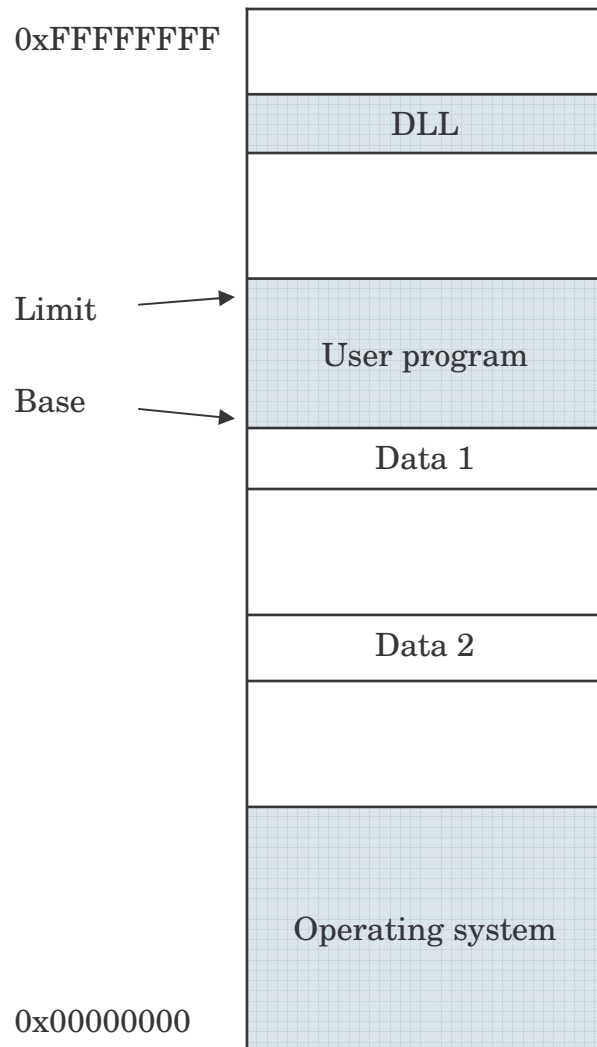 0xFFFFFFFF
DLL
Limit
User program
Base
Data 1
Data 2
Operating system
0x00000000